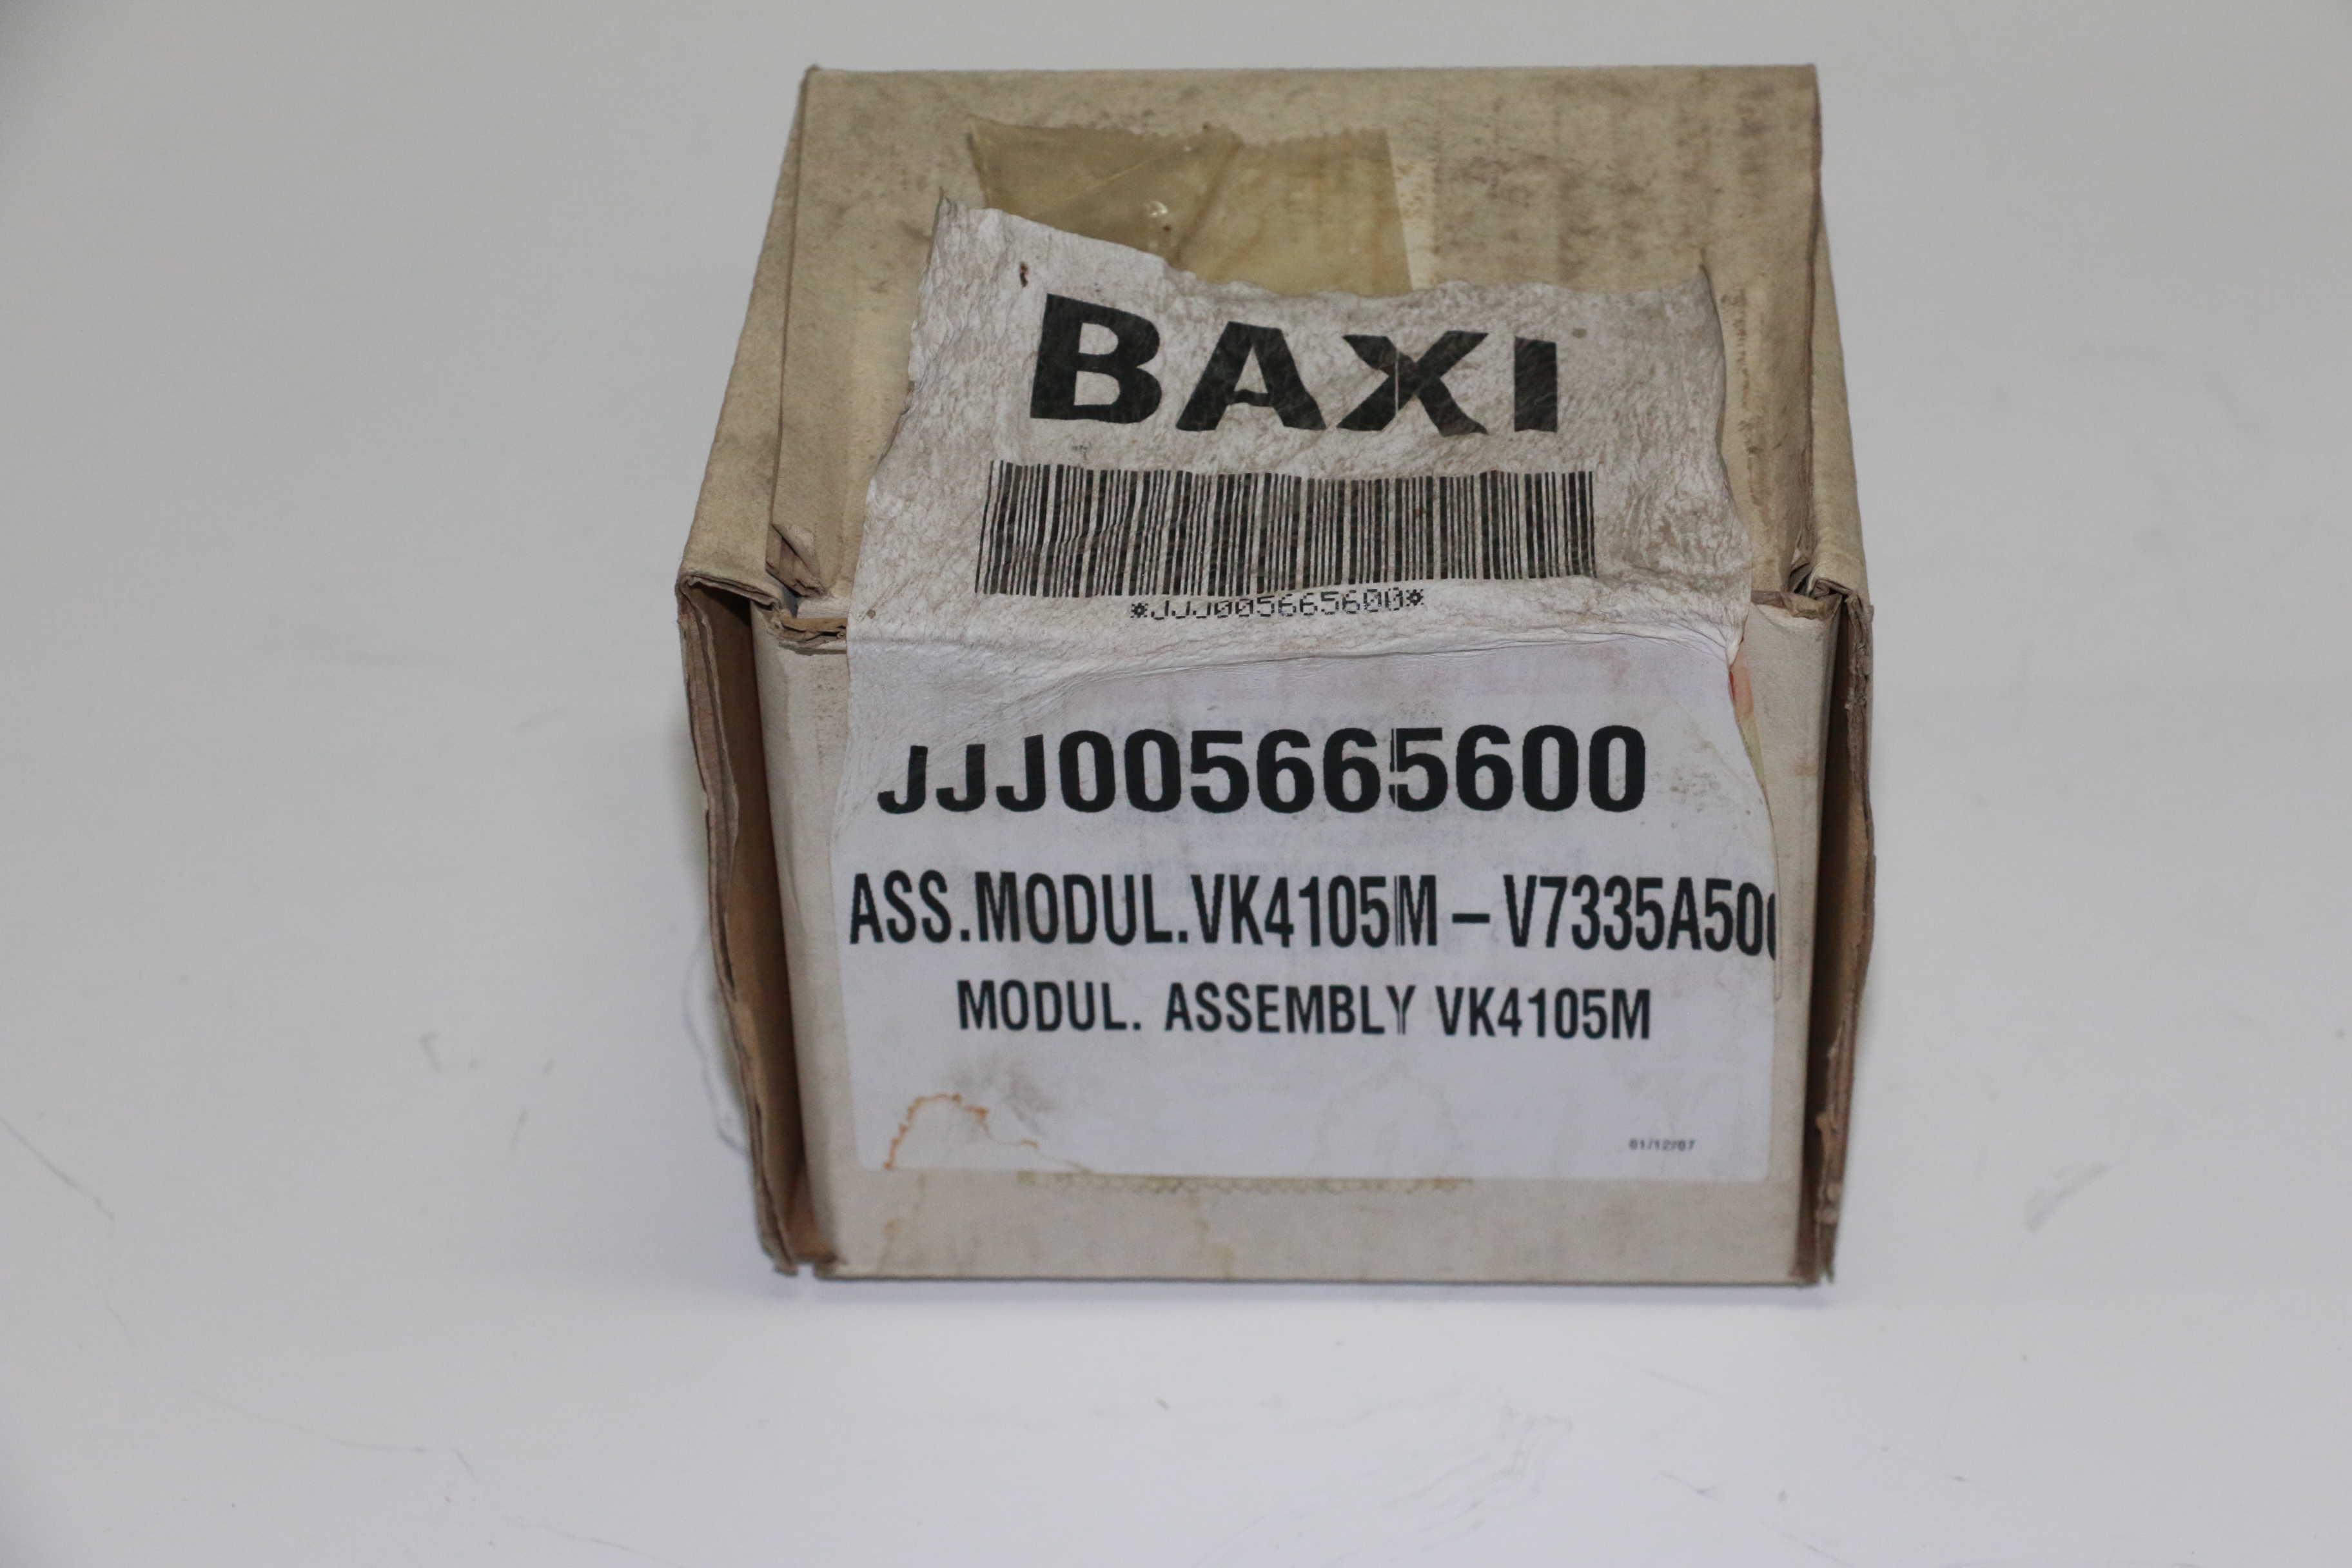 BAXI
*JJJ005665600*
JJJ005665600
ASS.MODUL.VK4105M – V7335A50
MODUL. ASSEMBLY VK4105M
01/12/07